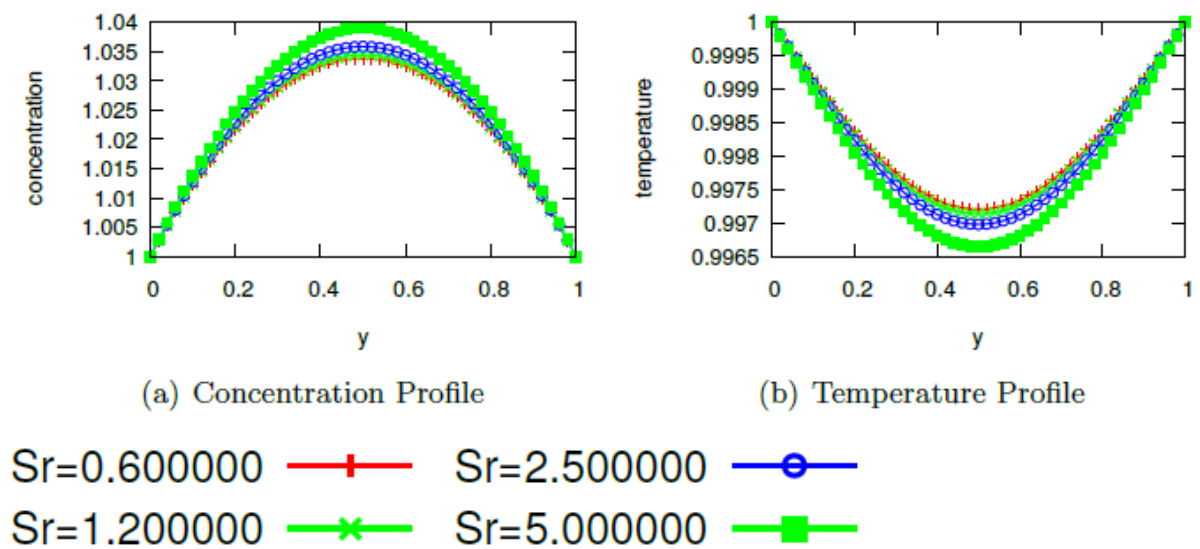 1.04
1.035
1.03
1.025
1.02
1.015
1.01
1.005
1
concentration
0 0.2 0.4 0.6 0.8 1
y
(a) Concentration Profile
1
0.9995
0.999
0.9985
0.998
0.9975
0.997
0.9965
temperature
0 0.2 0.4 0.6 0.8 1
y
(b) Temperature Profile
Sr=0.600000 Sr=2.500000
Sr=1.200000 Sr=5.000000